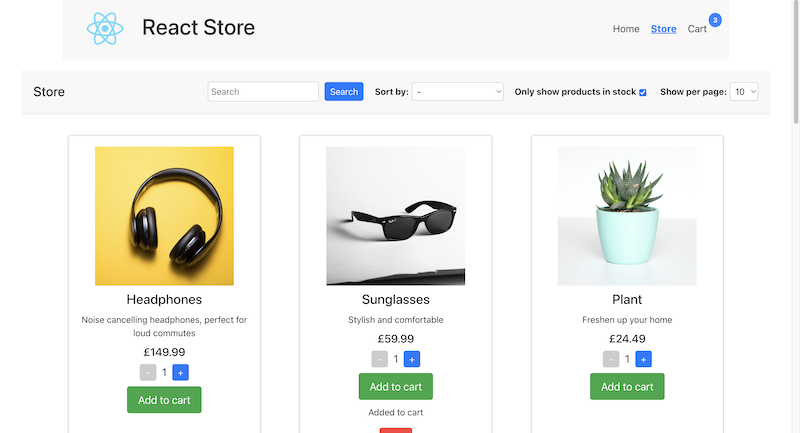 React Store
Home Store Cart 3
Store Search Search Sort by: - Only show products in stock Show per page: 10
Headphones
Noise cancelling headphones, perfect for
loud commutes
£149.99
- 1 +
Add to cart
Sunglasses
Stylish and comfortable
£59.99
- 1 +
Add to cart
Added to cart
Plant
Freshen up your home
£24.49
- 1 +
Add to cart